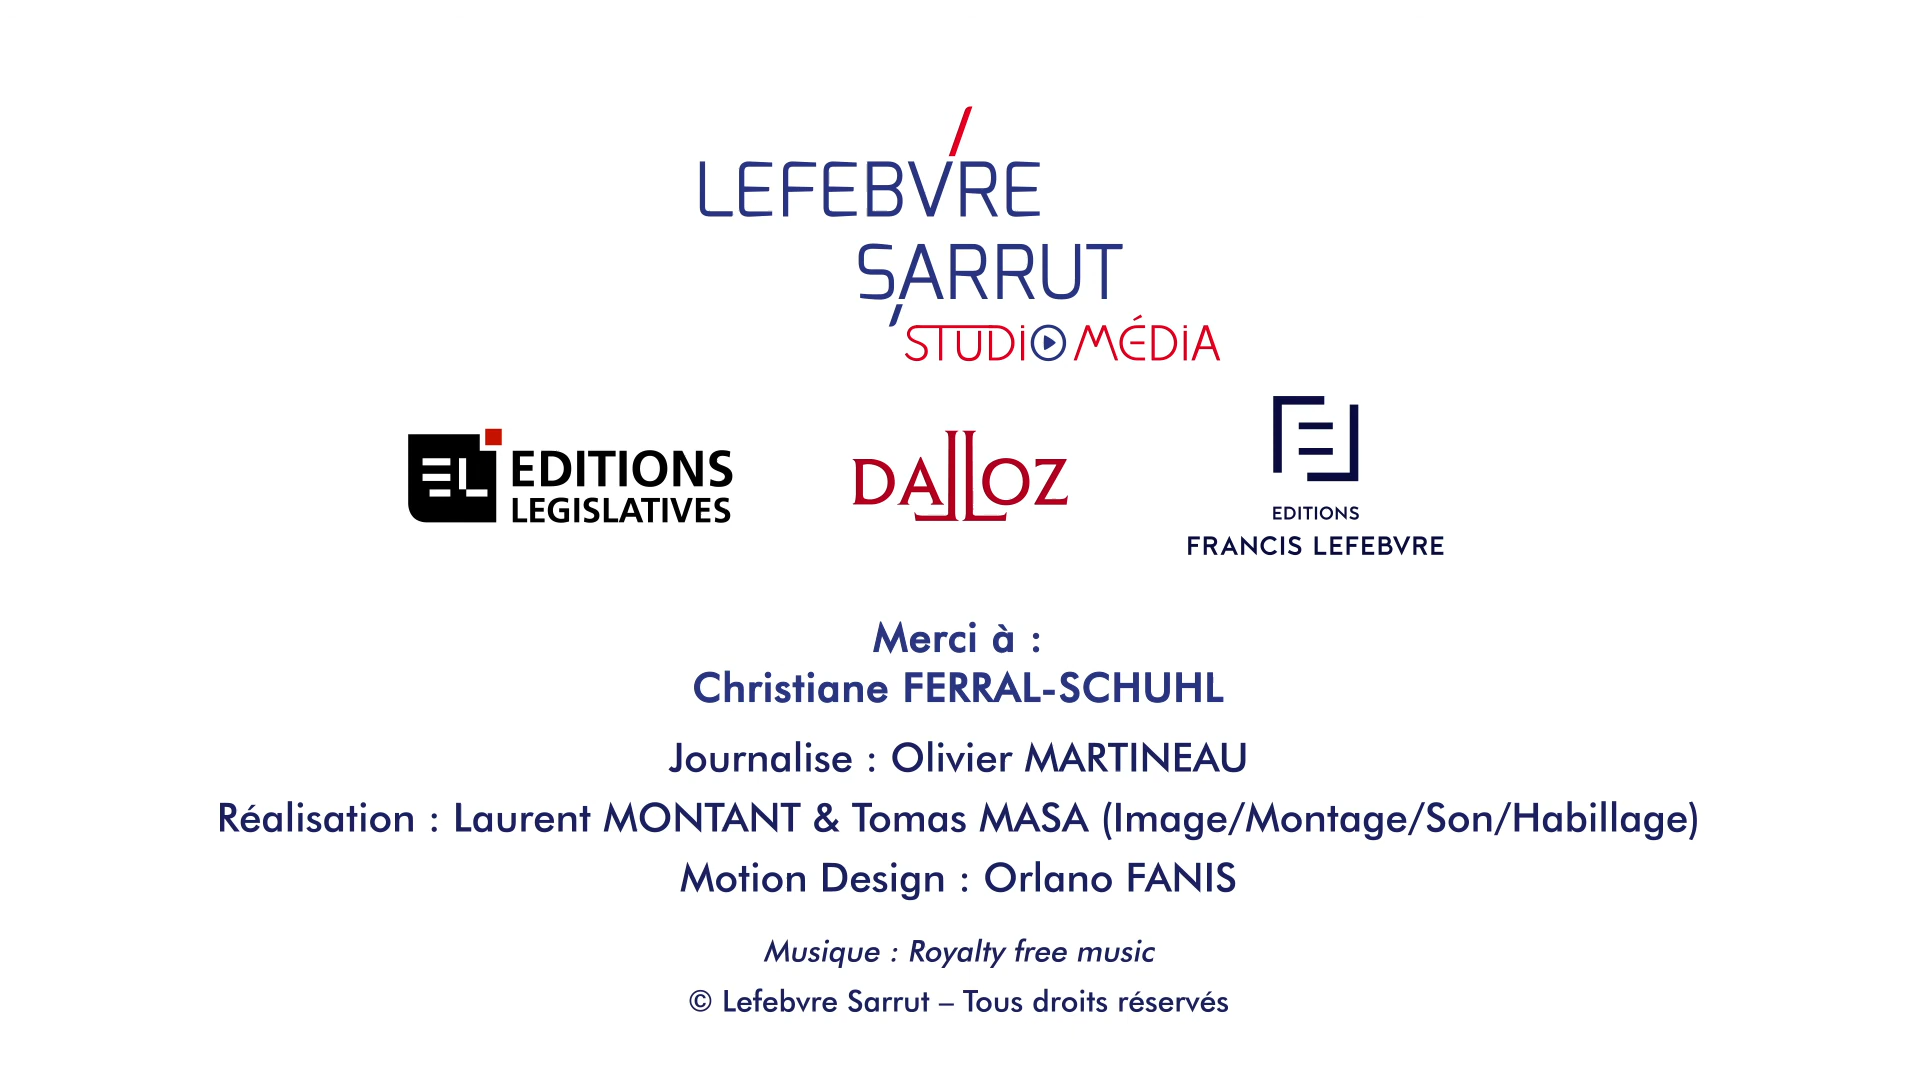 LEFEBVRE
SARRUT
STUDIO MÉDIA
EL EDITIONS
LEGISLATIVES
DALLOZ
EDITIONS
FRANCIS LEFEBVRE
Merci à :
Christiane FERRAL-SCHUHL
Journalise : Olivier MARTINEAU
Réalisation : Laurent MONTANT & Tomas MASA (Image/Montage/Son/Habillage)
Motion Design : Orlano FANIS
Musique : Royalty free music
© Lefebvre Sarrut – Tous droits réservés